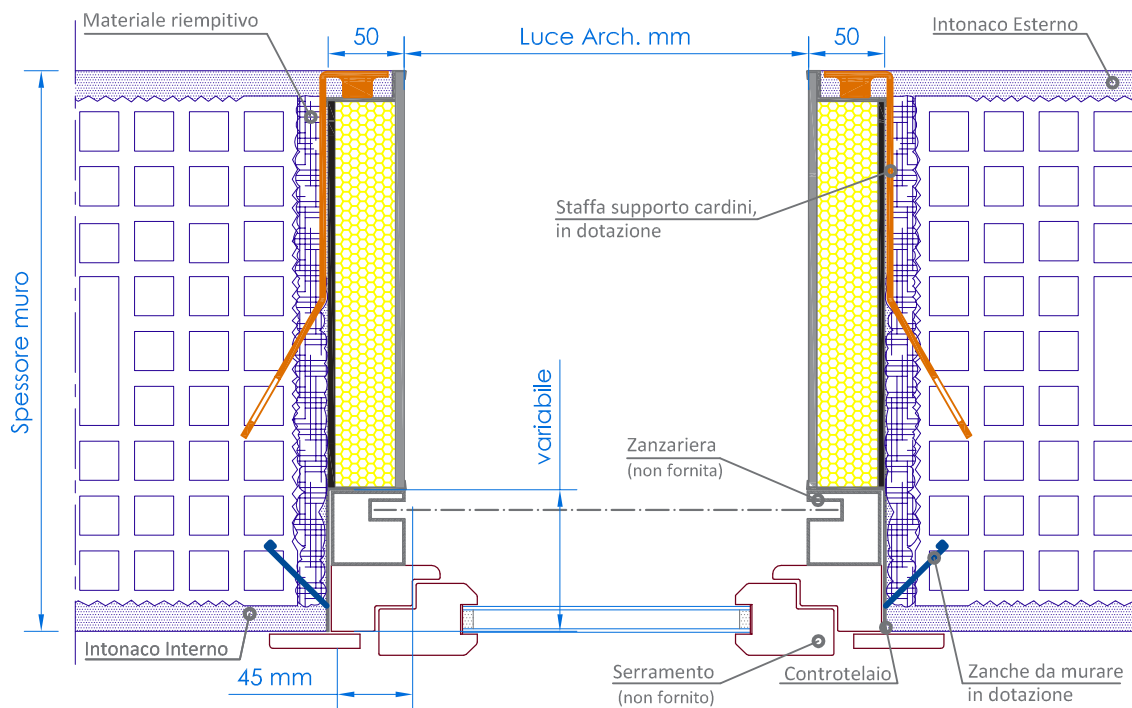 Materiale riempitivo
50
Luce Arch. mm
50
Intonaco Esterno
Staffa supporto cardini,
in dotazione
Spessore muro
variabile
Zanzariera
(non fornita)
Intonaco Interno
45 mm
Serramento
(non fornito)
Controtelaio
Zanche da murare
in dotazione